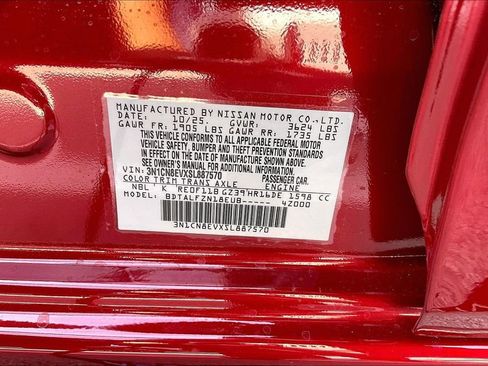 MANUFACTURED BY NISSAN MOTOR CO., LTD.
DATE: 10/25. GVWR: 3624 LBS
GAWR FR: 1905 LBS GAWR RR: 1735 LBS
THIS VEHICLE CONFORMS TO ALL APPLICABLE FEDERAL MOTOR
VEHICLE SAFETY, BUMPER, AND THEFT PREVENTION STANDARDS
IN EFFECT ON THE DATE OF MANUFACTURE SHOWN ABOVE.
SEE OWNER'S MANUAL FOR ADDITIONAL INFORMATION
VIN: 3N1CN8EVXSL887570 PASSENGER CAR.
COLOR TRIM TRANS AXLE ENGINE
NBL K RE0F11B GZ39 HR16DE 1598 CC
MODEL: BDTALFZN18EUB----- 4Z000
3N1CN8EVXSL887570